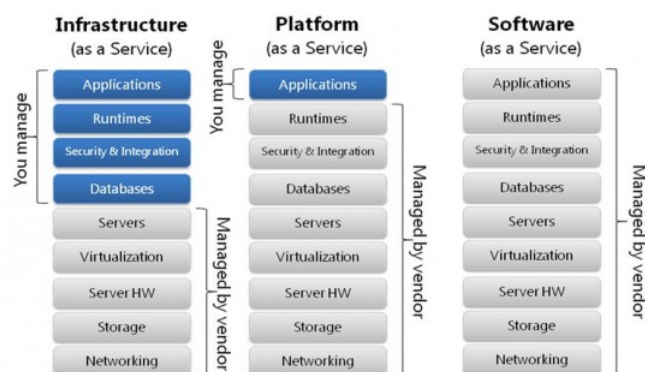 Infrastructure
(as a Service)
You manage
Applications
Runtimes
Security & Integration
Databases
Servers
Virtualization
Server HW
Storage
Networking
Managed by vendor
Platform
(as a Service)
You manage
Applications
Runtimes
Security & Integration
Databases
Servers
Virtualization
Server HW
Storage
Networking
Managed by vendor
Software
(as a Service)
Applications
Runtimes
Security & Integration
Databases
Servers
Virtualization
Server HW
Storage
Networking
Managed by vendor